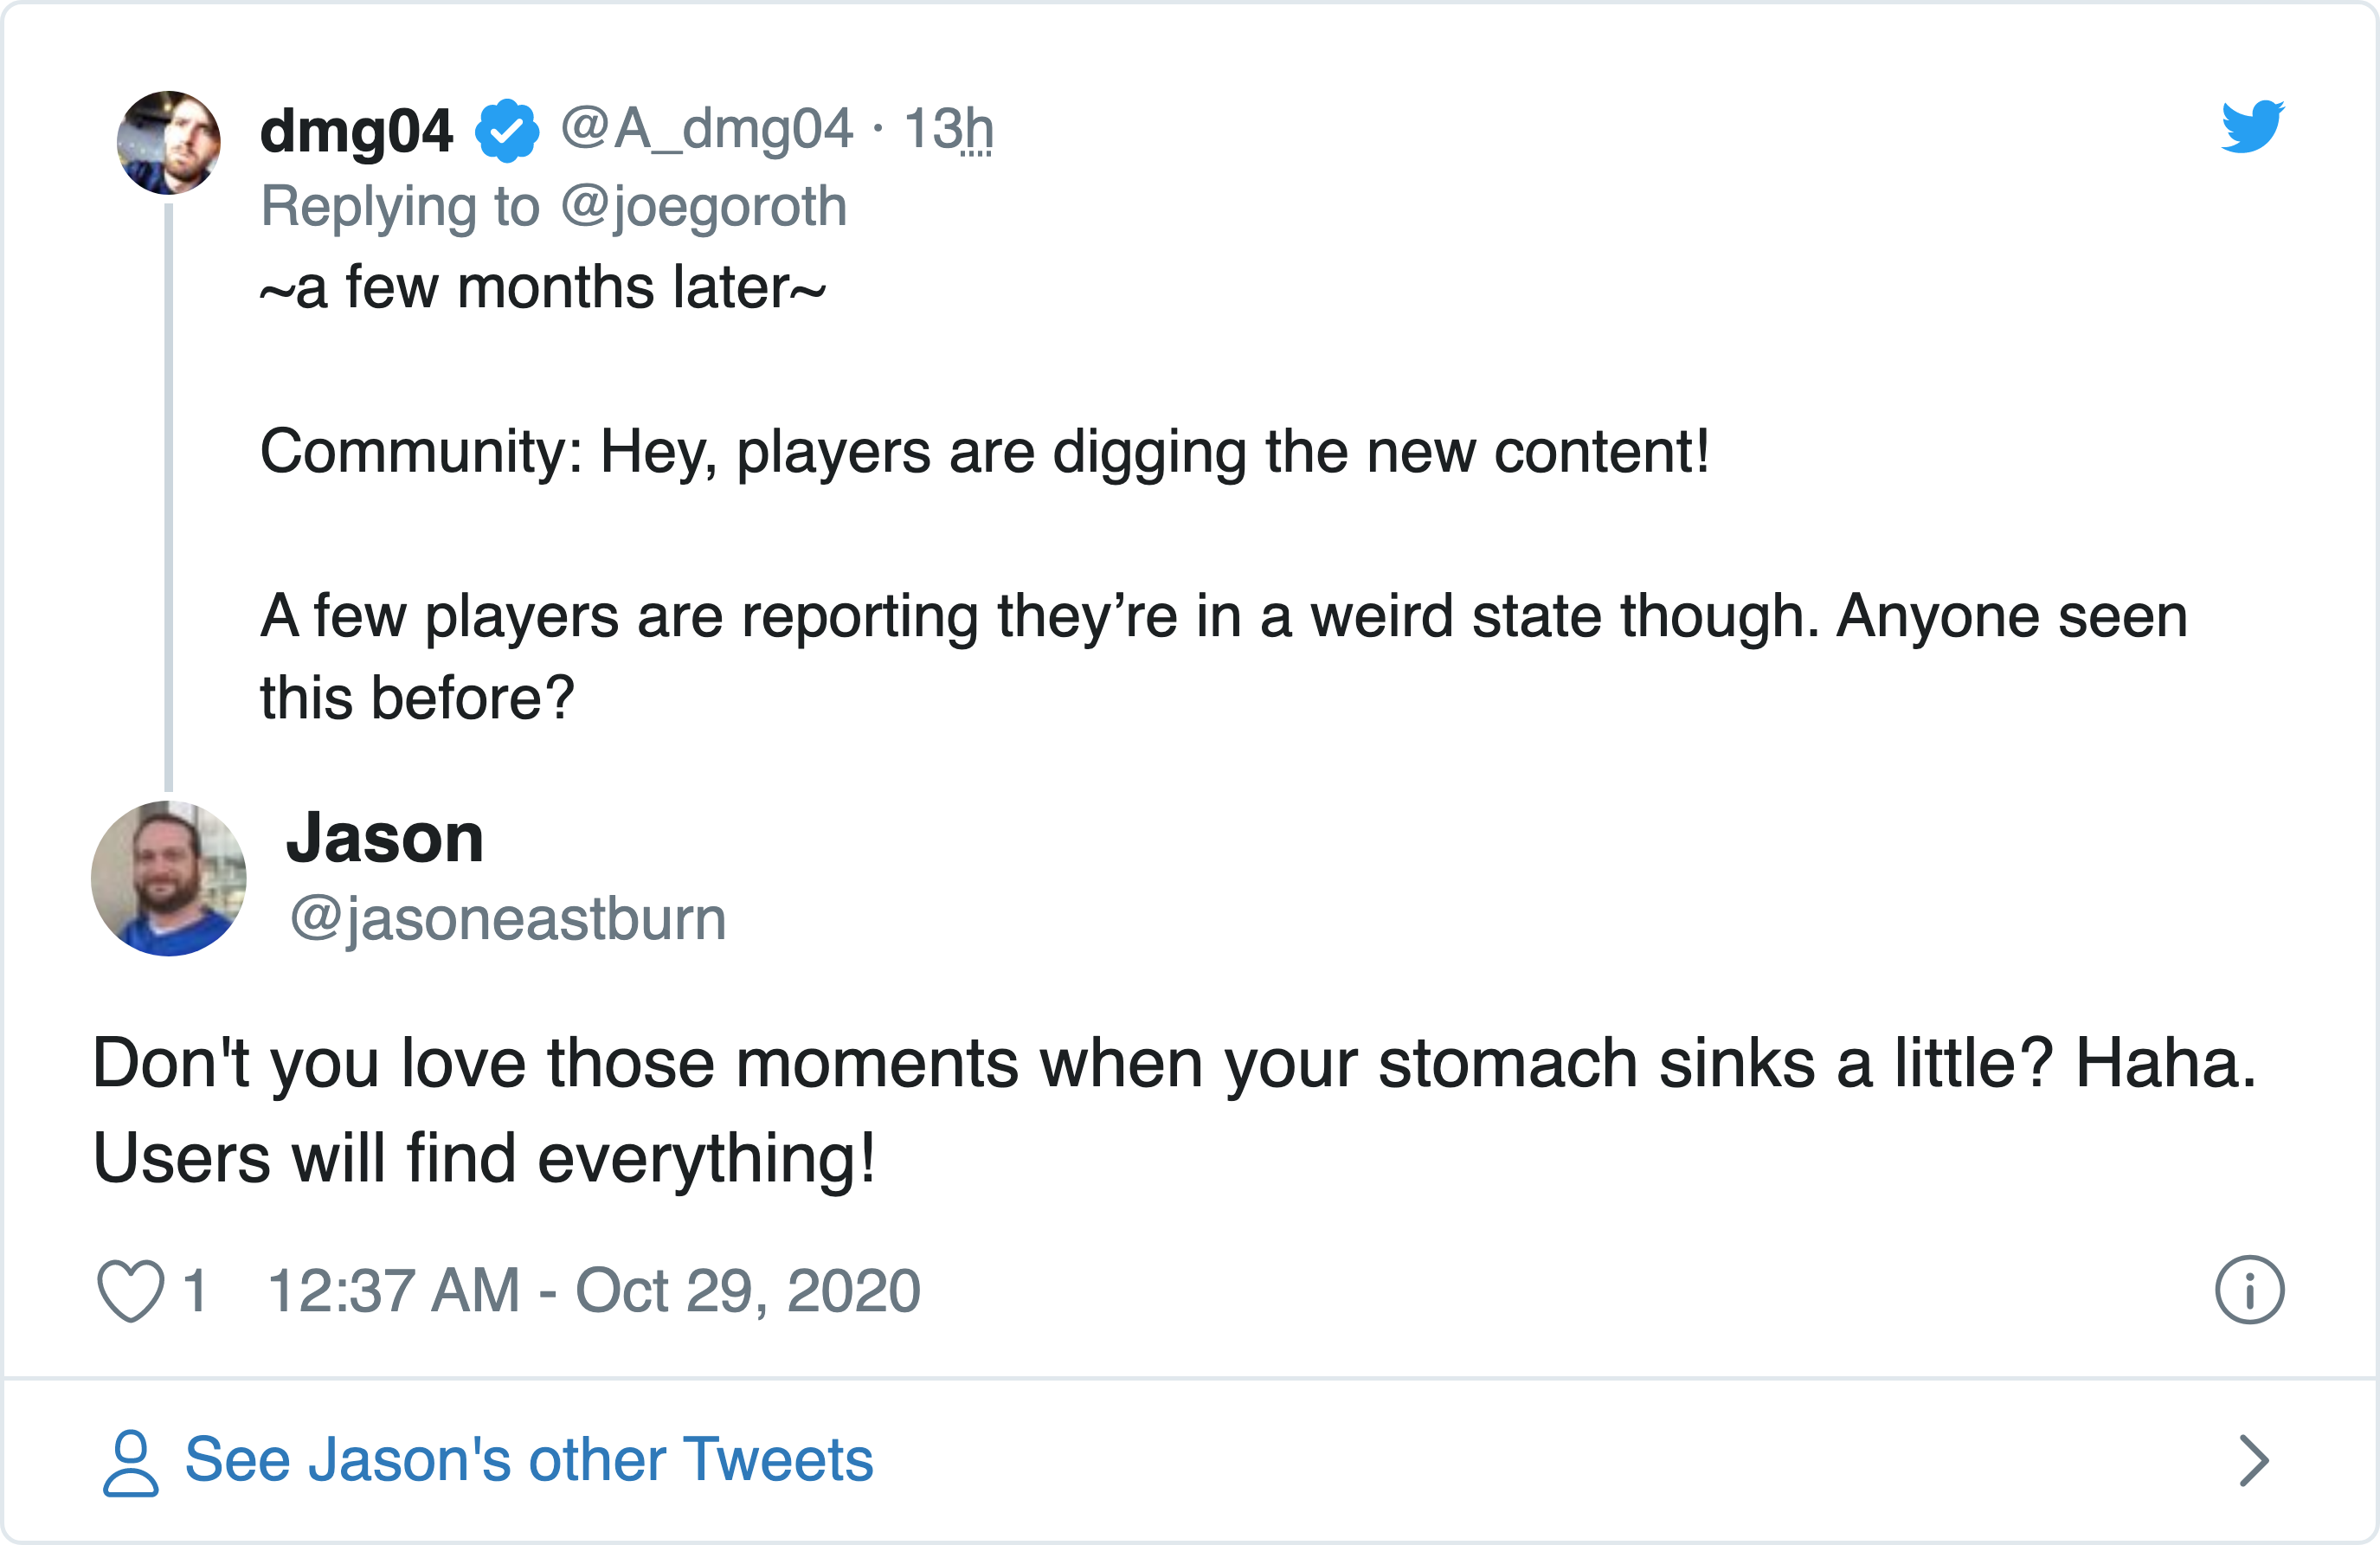 dmg04 @A_dmg04 · 13h
Replying to @joegoroth
~a few months later~
Community: Hey, players are digging the new content!
A few players are reporting they’re in a weird state though. Anyone seen
this before?
Jason
@jasoneastburn
Don't you love those moments when your stomach sinks a little? Haha.
Users will find everything!
1 12:37 AM - Oct 29, 2020
See Jason's other Tweets